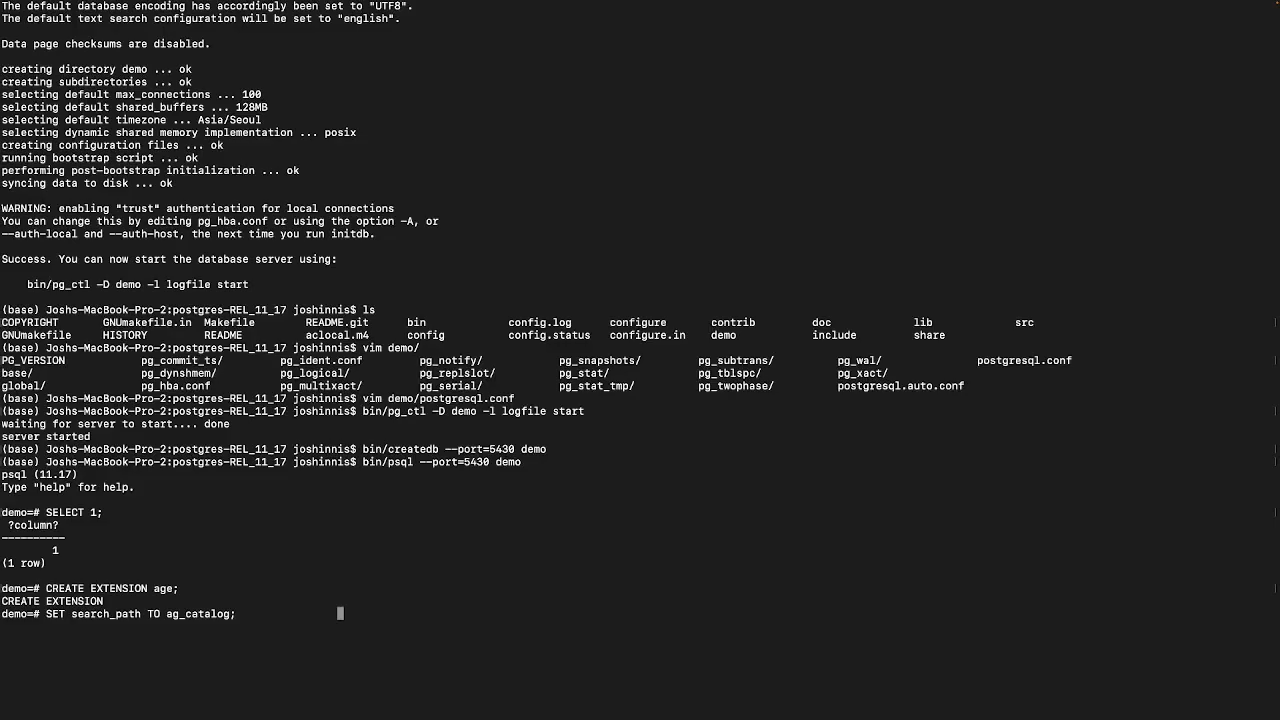 The default database encoding has accordingly been set to "UTF8".
The default text search configuration will be set to "english".
Data page checksums are disabled.
creating directory demo ... ok
creating subdirectories ... ok
selecting default max_connections ... 100
selecting default shared_buffers ... 128MB
selecting default timezone ... Asia/Seoul
selecting dynamic shared memory implementation ... posix
creating configuration files ... ok
running bootstrap script ... ok
performing post-bootstrap initialization ... ok
syncing data to disk ... ok
WARNING: enabling "trust" authentication for local connections
You can change this by editing pg_hba.conf or using the option -A, or
--auth-local and --auth-host, the next time you run initdb.
Success. You can now start the database server using:
bin/pg_ctl -D demo -l logfile start
(base) Joshs-MacBook-Pro-2:postgres-REL_11_17 joshinnis$ ls
COPYRIGHT GNUmakefile.in Makefile README.git bin config.log configure contrib doc lib src
GNUmakefile HISTORY README aclocal.m4 config config.status configure.in demo include share
(base) Joshs-MacBook-Pro-2:postgres-REL_11_17 joshinnis$ vim demo/
PG_VERSION pg_commit_ts/ pg_ident.conf pg_notify/ pg_snapshots/ pg_subtrans/ pg_wal/ postgresql.conf
base/ pg_dynshmem/ pg_logical/ pg_replslot/ pg_stat/ pg_tblspc/ pg_xact/
global/ pg_hba.conf pg_multixact/ pg_serial/ pg_stat_tmp/ pg_twophase/ postgresql.auto.conf
(base) Joshs-MacBook-Pro-2:postgres-REL_11_17 joshinnis$ vim demo/postgresql.conf
(base) Joshs-MacBook-Pro-2:postgres-REL_11_17 joshinnis$ bin/pg_ctl -D demo -l logfile start
waiting for server to start.... done
server started
(base) Joshs-MacBook-Pro-2:postgres-REL_11_17 joshinnis$ bin/createdb --port=5430 demo
(base) Joshs-MacBook-Pro-2:postgres-REL_11_17 joshinnis$ bin/psql --port=5430 demo
psql (11.17)
Type "help" for help.
demo=# SELECT 1;
?column?
----------
1
(1 row)
demo=# CREATE EXTENSION age;
CREATE EXTENSION
demo=# SET search_path TO ag_catalog;